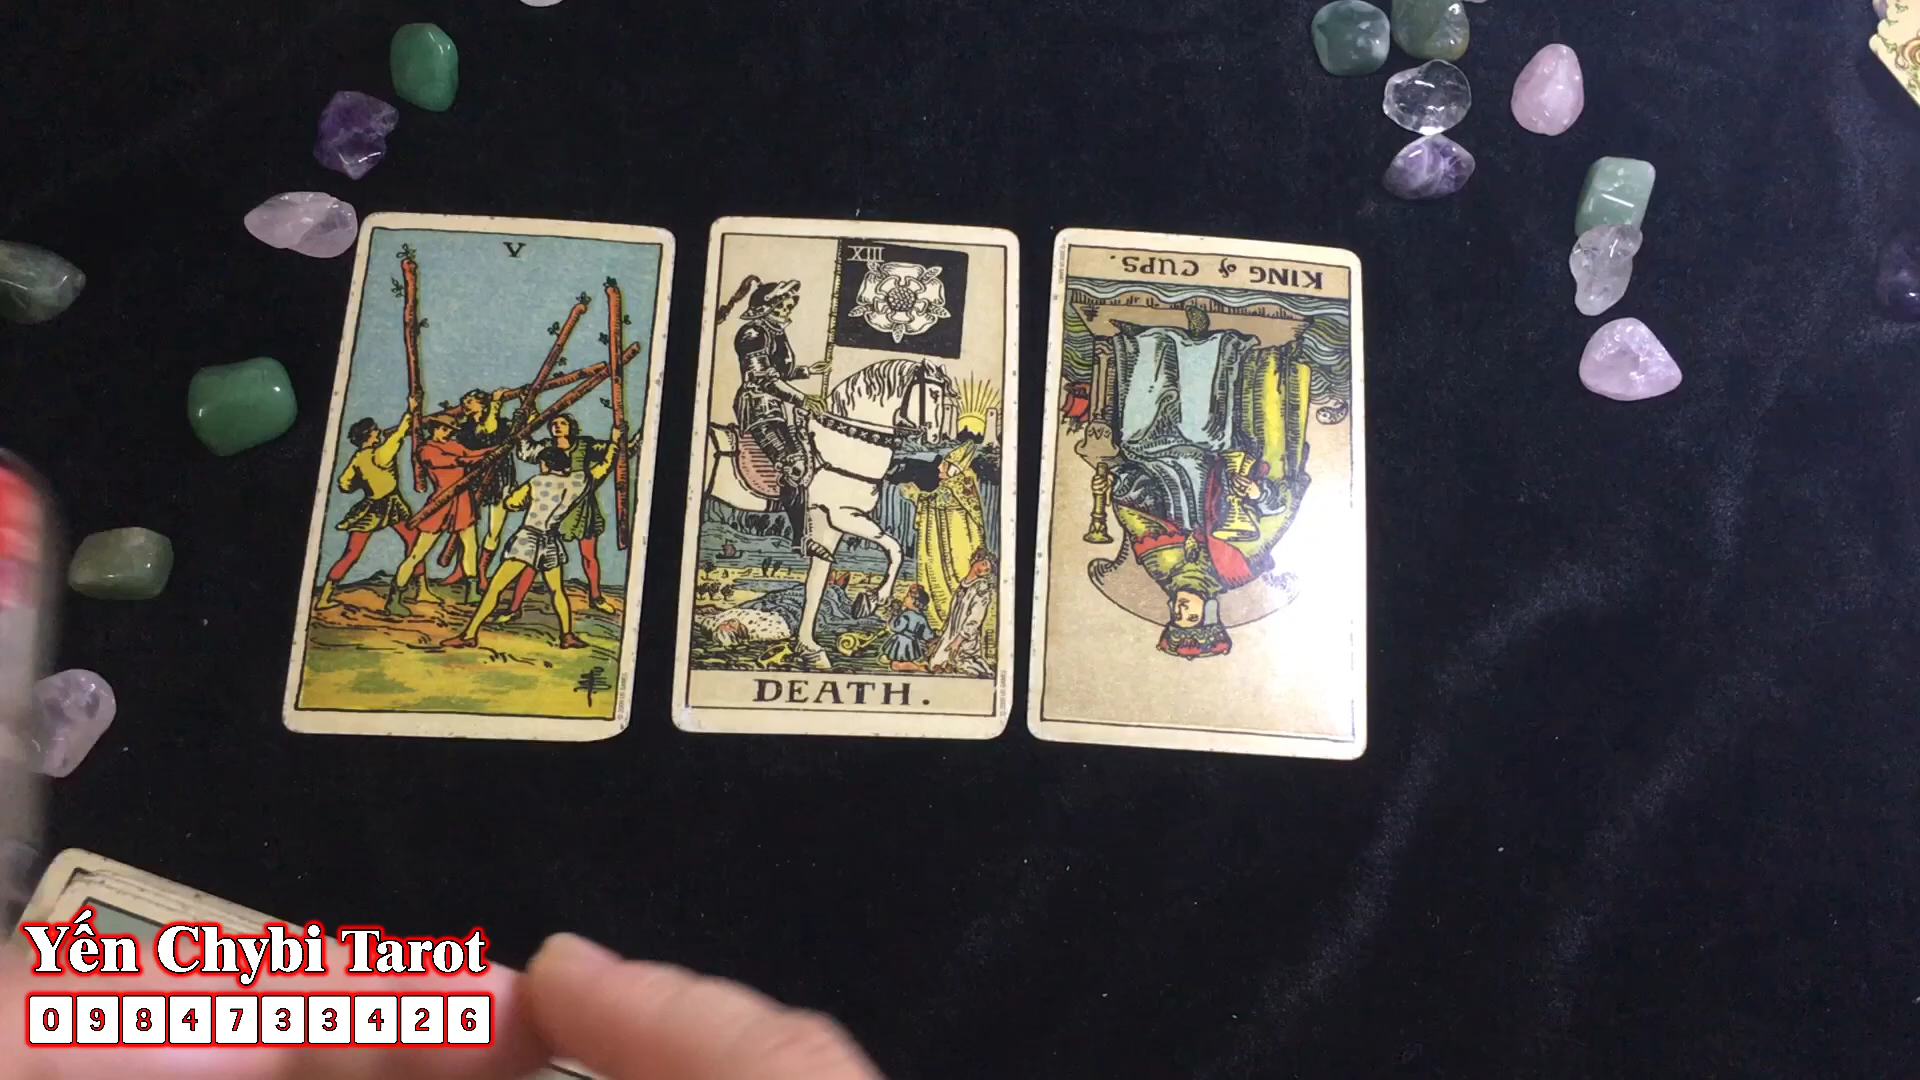 V
XIII
DEATH.
KING of CUPS.
Yến Chybi Tarot
0984733426